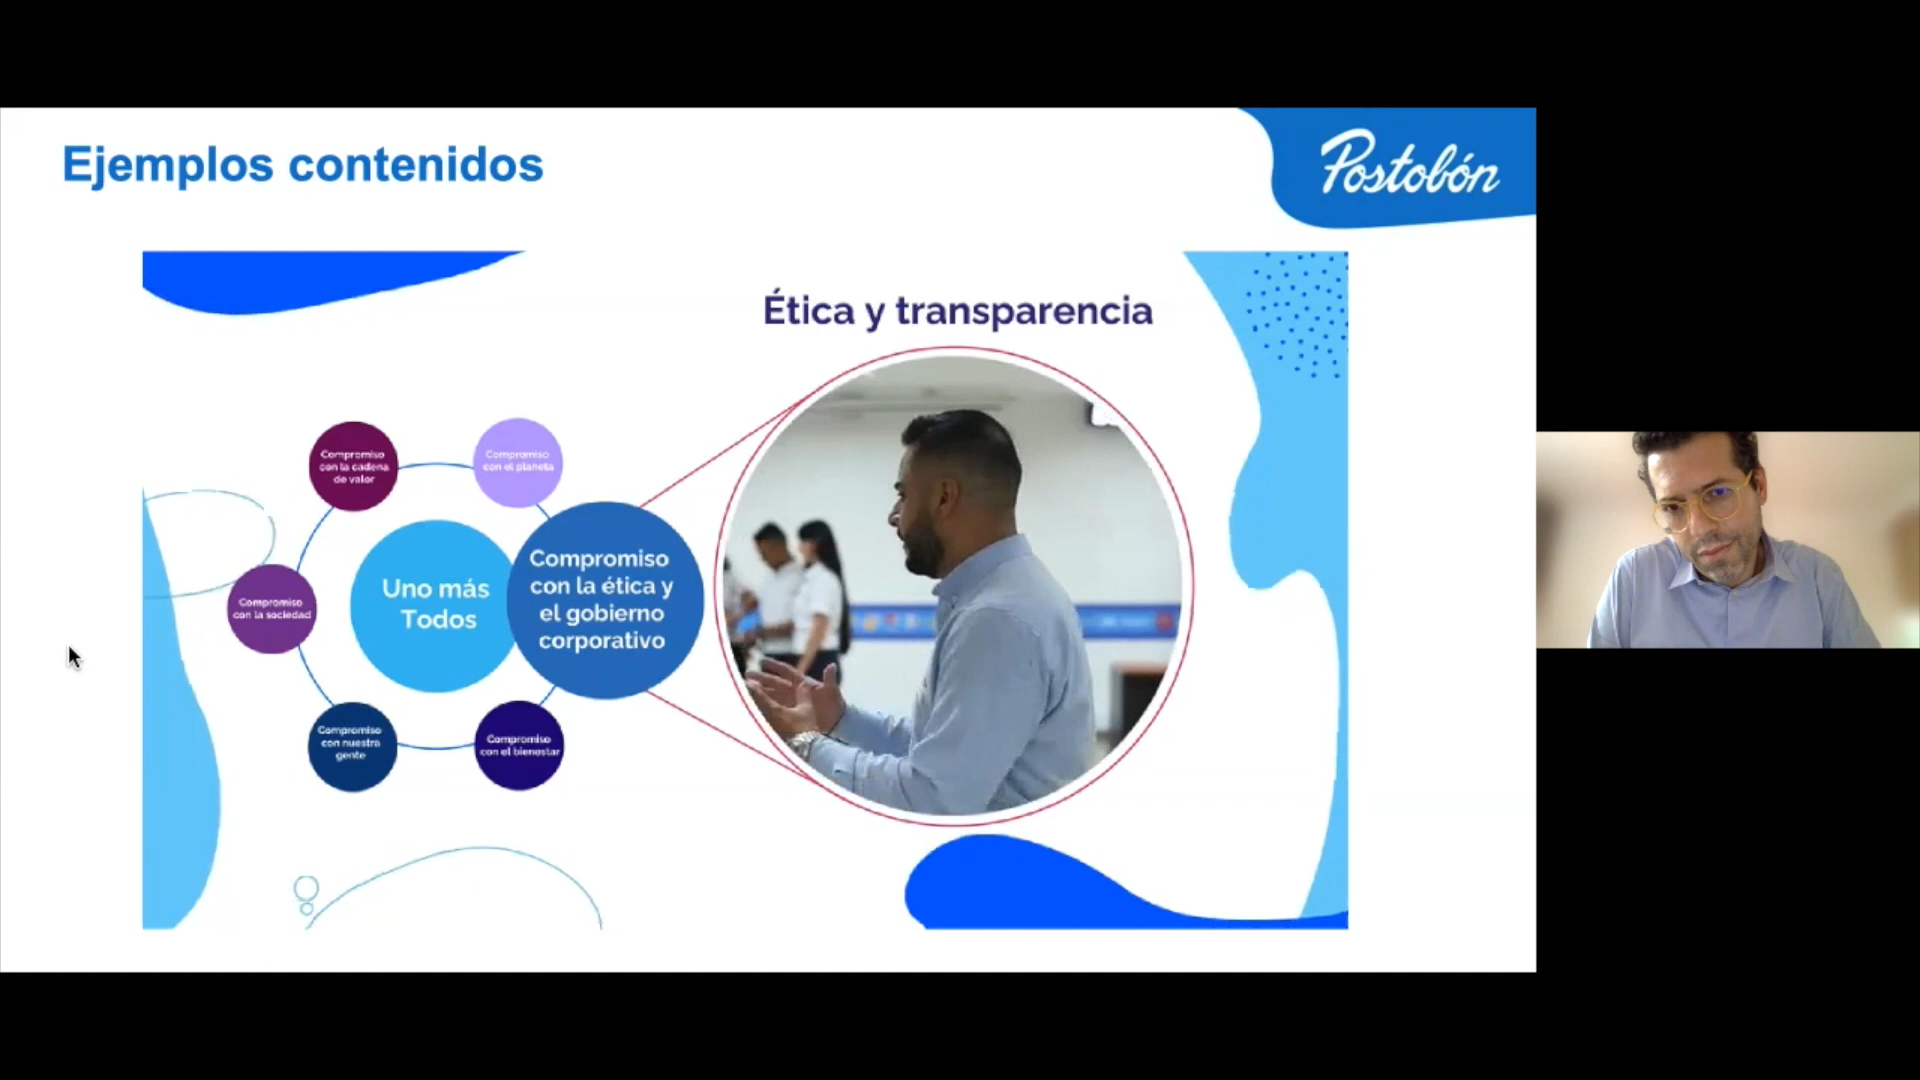 Ejemplos contenidos
Postobón
Ética y transparencia
Compromiso
con la cadena
de valor
Compromiso
con el planeta
Compromiso
con la ética y
el gobierno
corporativo
Uno más
Todos
Compromiso
con la sociedad
Compromiso
con nuestra
gente
Compromiso
con el bienestar